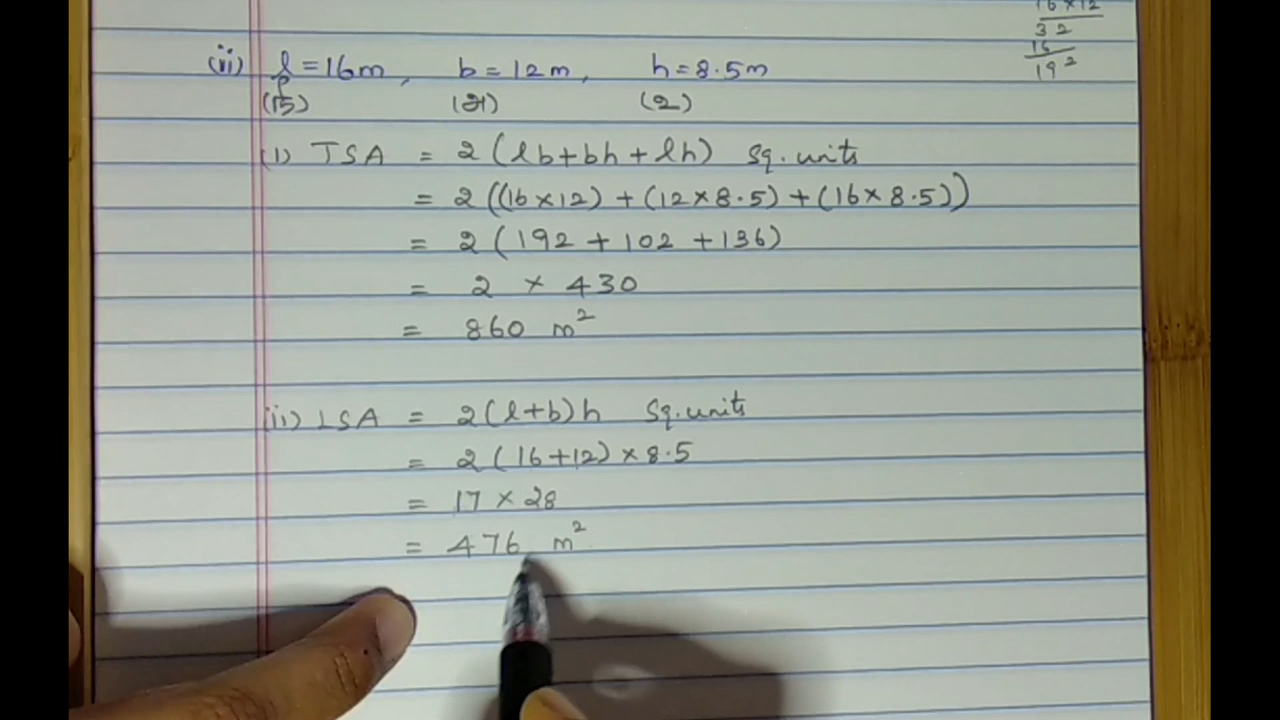 16 × 12
32
16
192
(ii) l = 16m, b = 12m, h = 8.5m
(நீ) (அ) (உ)
(i) TSA = 2(lb+bh+lh) Sq. units
= 2((16×12) + (12×8.5) + (16×8.5))
= 2(192 + 102 + 136)
= 2 × 430
= 860 m²
(ii) LSA = 2(l+b)h Sq. units
= 2(16+12)×8.5
= 17 × 28
= 476 m²